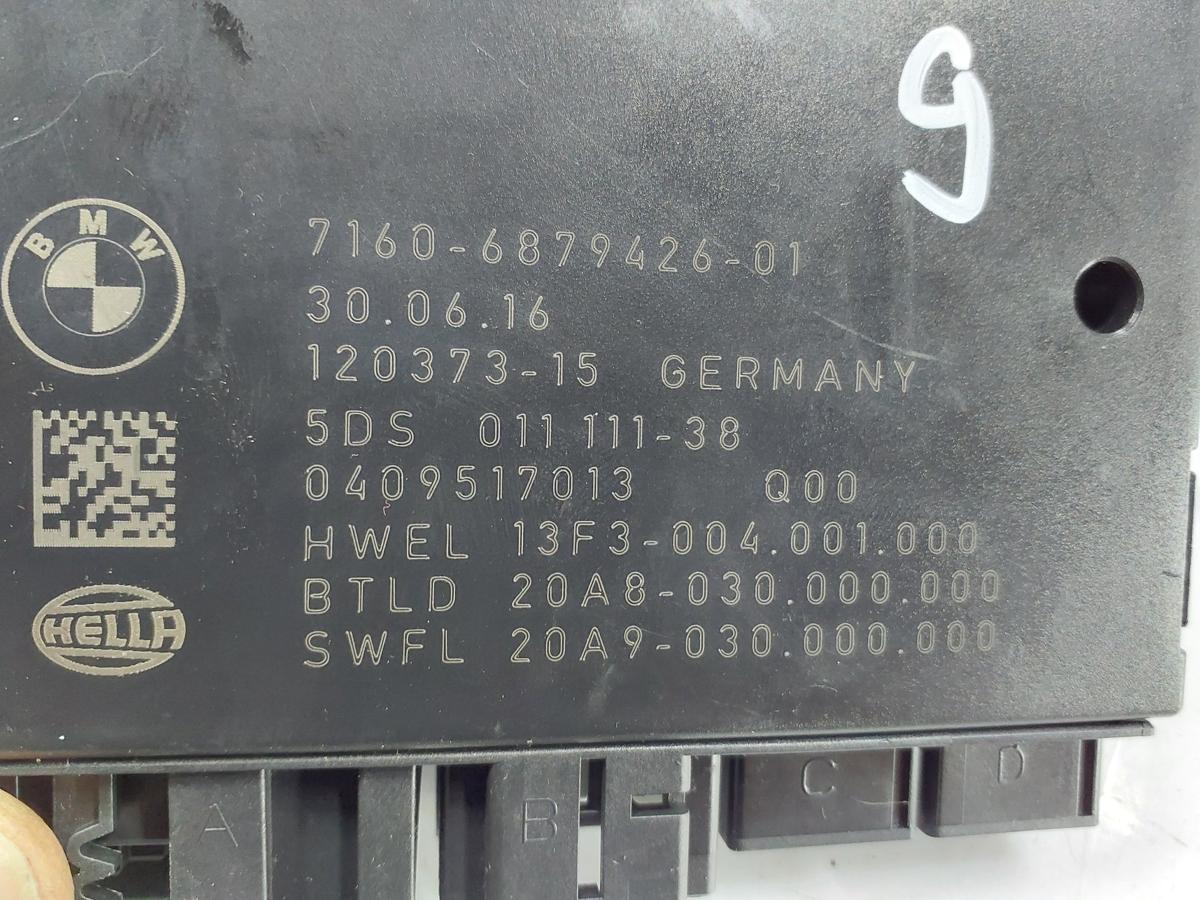 9
BMW
7160-6879426-01
30.06.16
120373-15 GERMANY
5DS 011 111-38
0409517013 Q00
HWEL 13F3-004.001.000
BTLD 20A8-030.000.000
HELLA
SWFL 20A9-030.000.000
A B C D